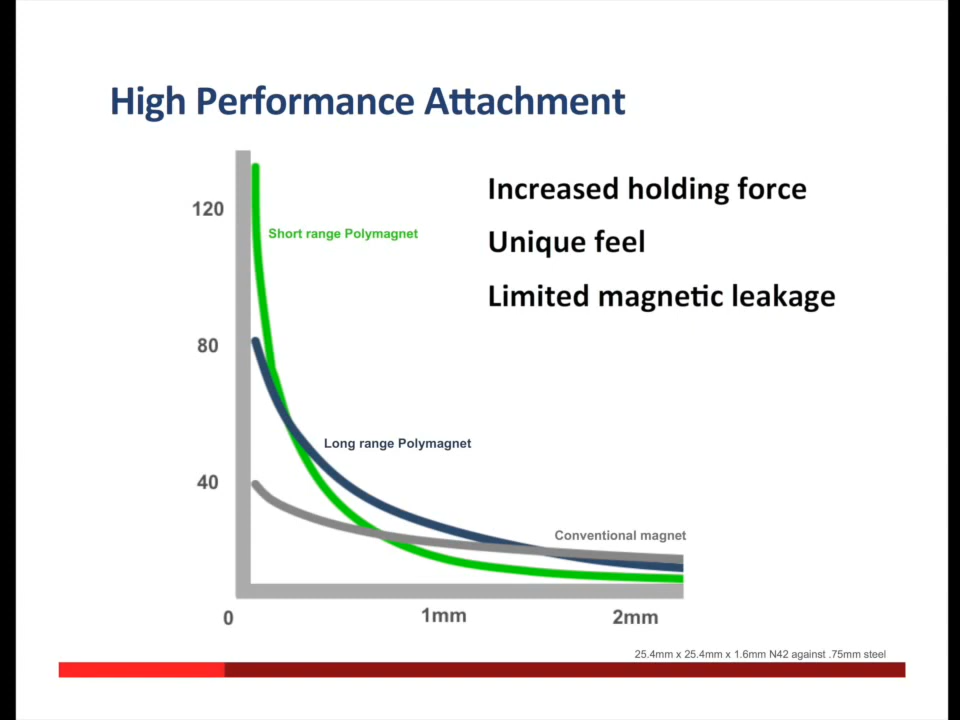 High Performance Attachment
Increased holding force
Unique feel
Limited magnetic leakage
120
80
40
Short range Polymagnet
Long range Polymagnet
Conventional magnet
0
1mm
2mm
25.4mm x 25.4mm x 1.6mm N42 against .75mm steel